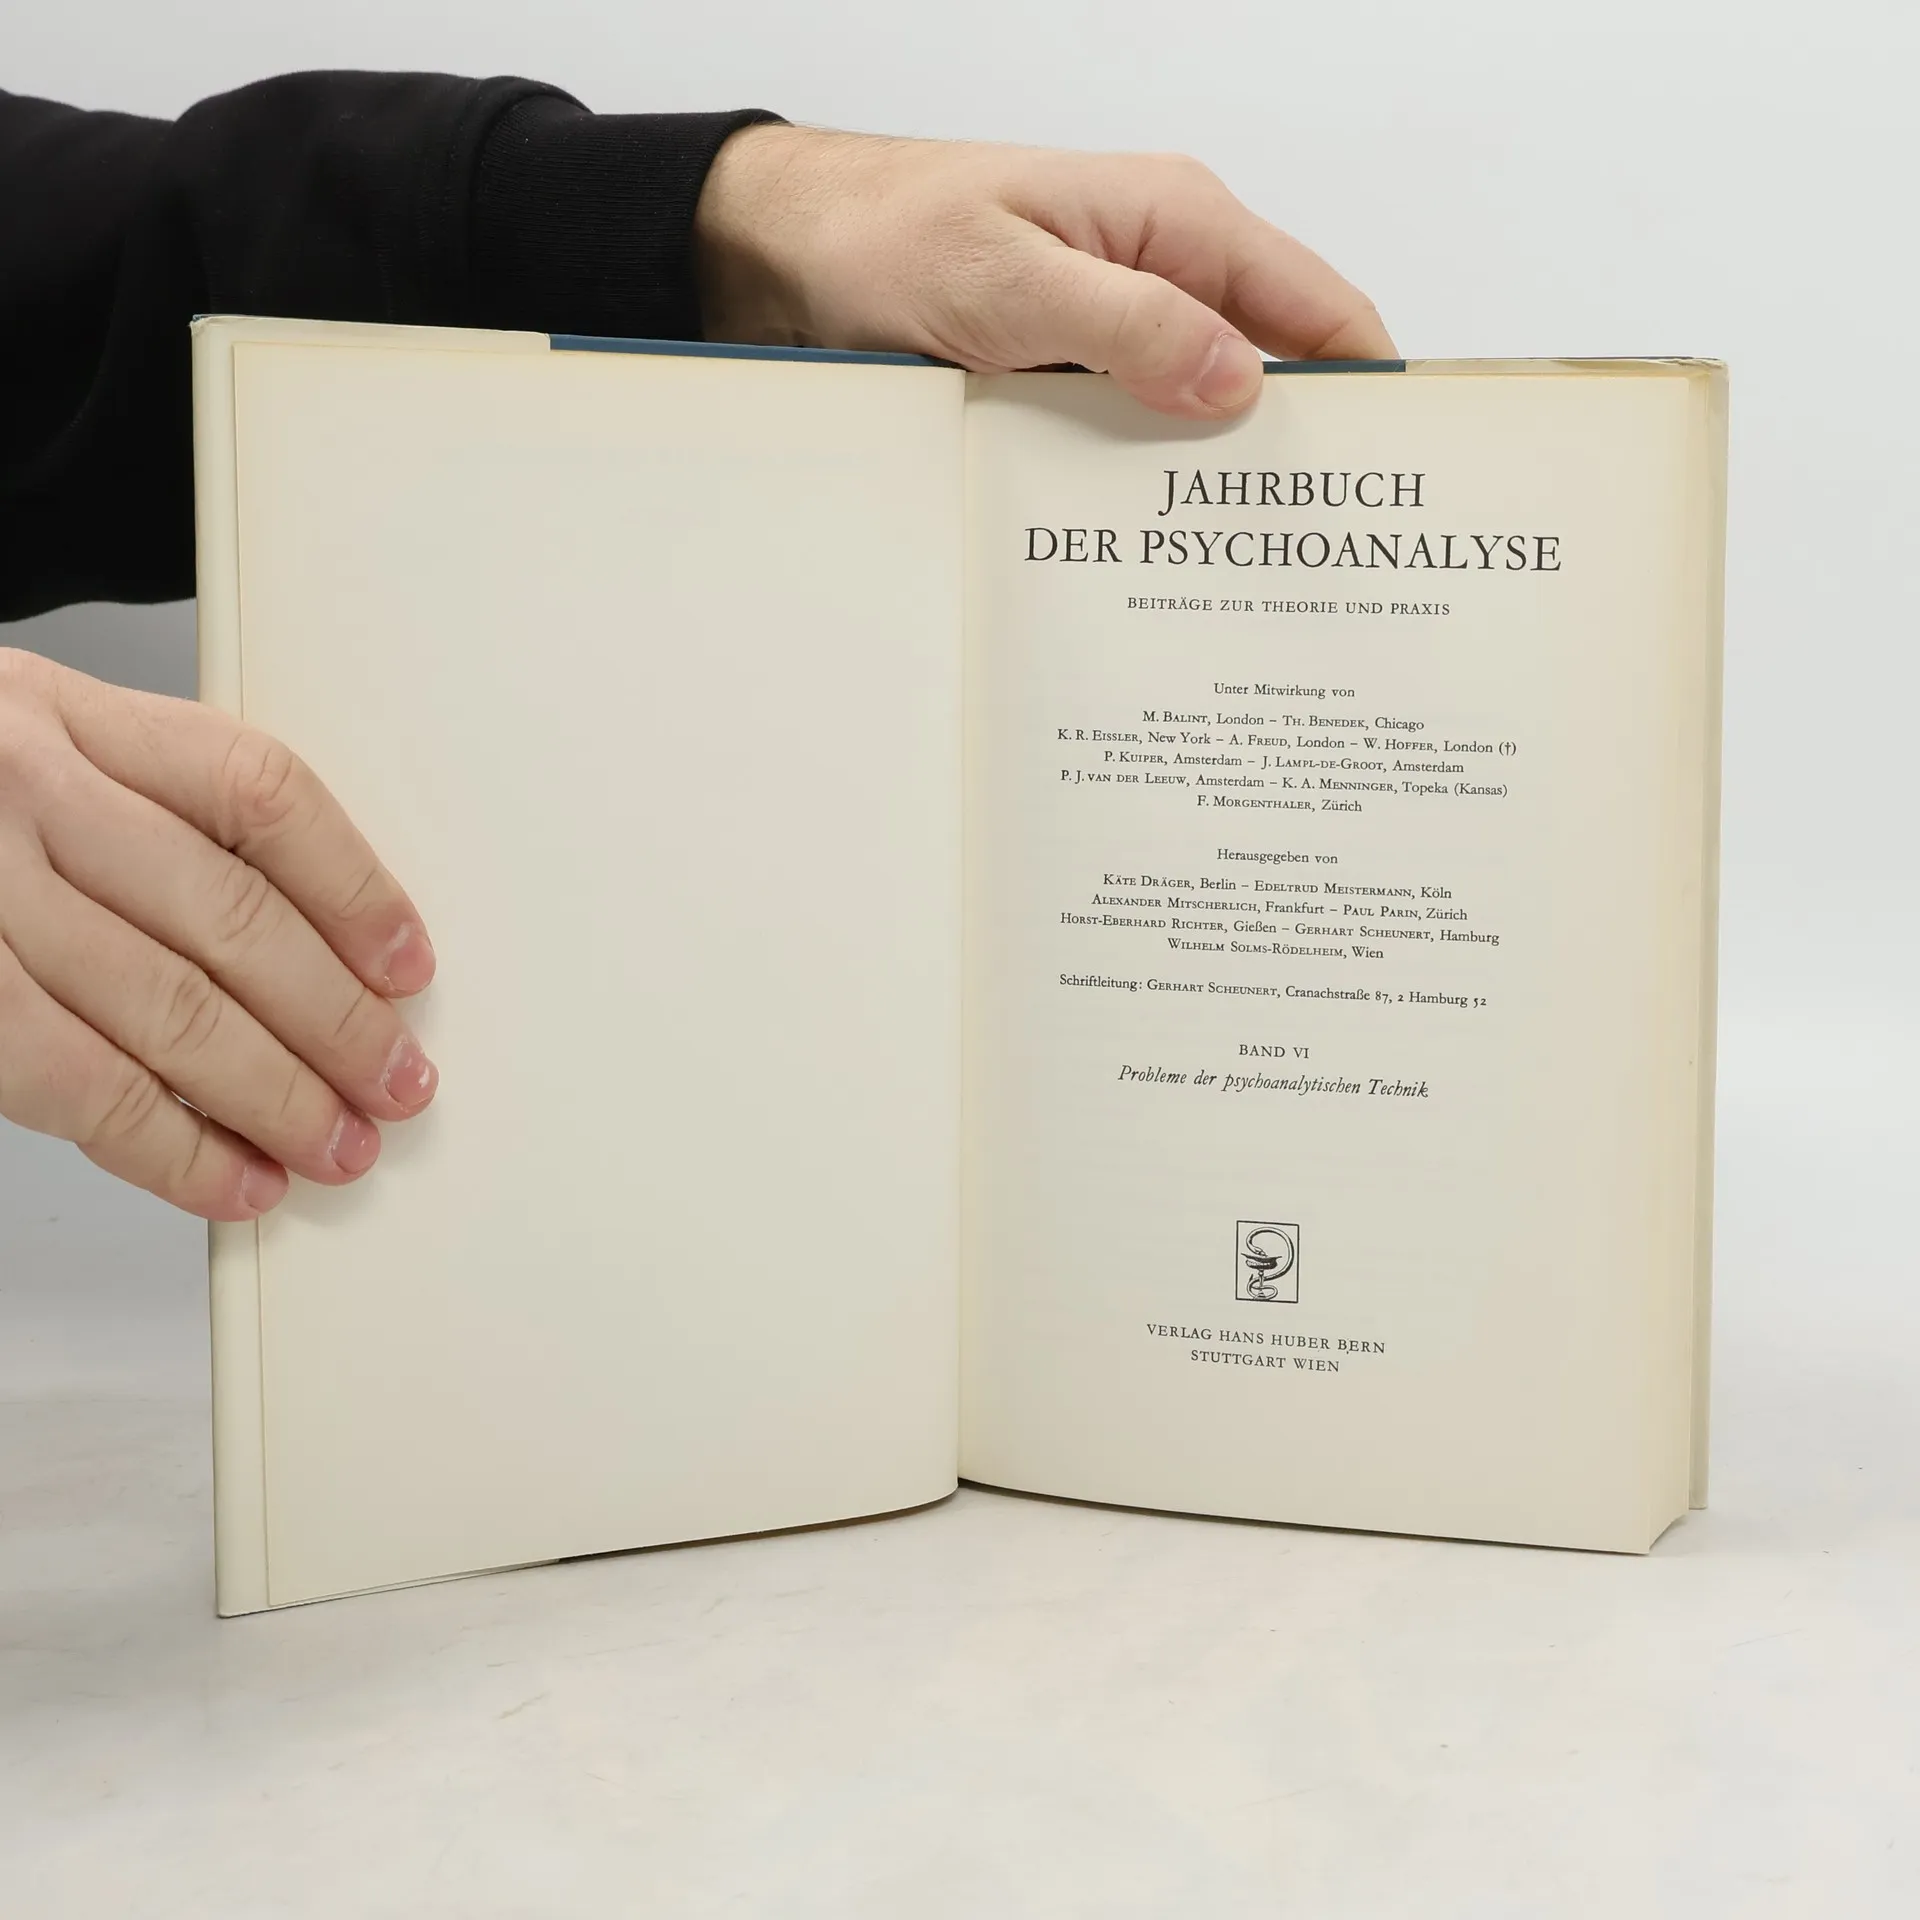 JAHRBUCH
DER PSYCHOANALYSE
BEITRÄGE ZUR THEORIE UND PRAXIS
Unter Mitwirkung von
M. BALINT, London – TH. BENEDEK, Chicago
K. R. EISSLER, New York – A. FREUD, London – W. HOFFER, London (†)
P. KUIPER, Amsterdam – J. LAMPL-DE-GROOT, Amsterdam
P. J. VAN DER LEEUW, Amsterdam – K. A. MENNINGER, Topeka (Kansas)
F. MORGENTHALER, Zürich
Herausgegeben von
KÄTE DRÄGER, Berlin – EDELTRUD MEISTERMANN, Köln
ALEXANDER MITSCHERLICH, Frankfurt – PAUL PARIN, Zürich
HORST-EBERHARD RICHTER, Gießen – GERHART SCHEUNERT, Hamburg
WILHELM SOLMS-RÖDELHEIM, Wien
Schriftleitung: GERHART SCHEUNERT, Cranachstraße 87, 2 Hamburg 52
BAND VI
Probleme der psychoanalytischen Technik
VERLAG HANS HUBER BERN
STUTTGART WIEN